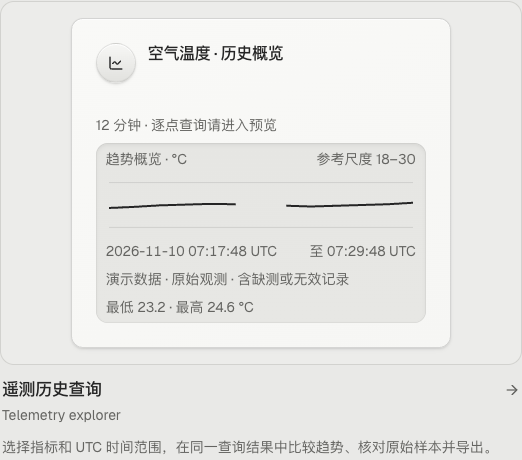 空气温度 · 历史概览
12 分钟 · 逐点查询请进入预览
趋势概览 · °C 参考尺度 18–30
2026-11-10 07:17:48 UTC 至 07:29:48 UTC
演示数据 · 原始观测 · 含缺测或无效记录
最低 23.2 · 最高 24.6 °C
遥测历史查询
Telemetry explorer
选择指标和 UTC 时间范围，在同一查询结果中比较趋势、核对原始样本并导出。